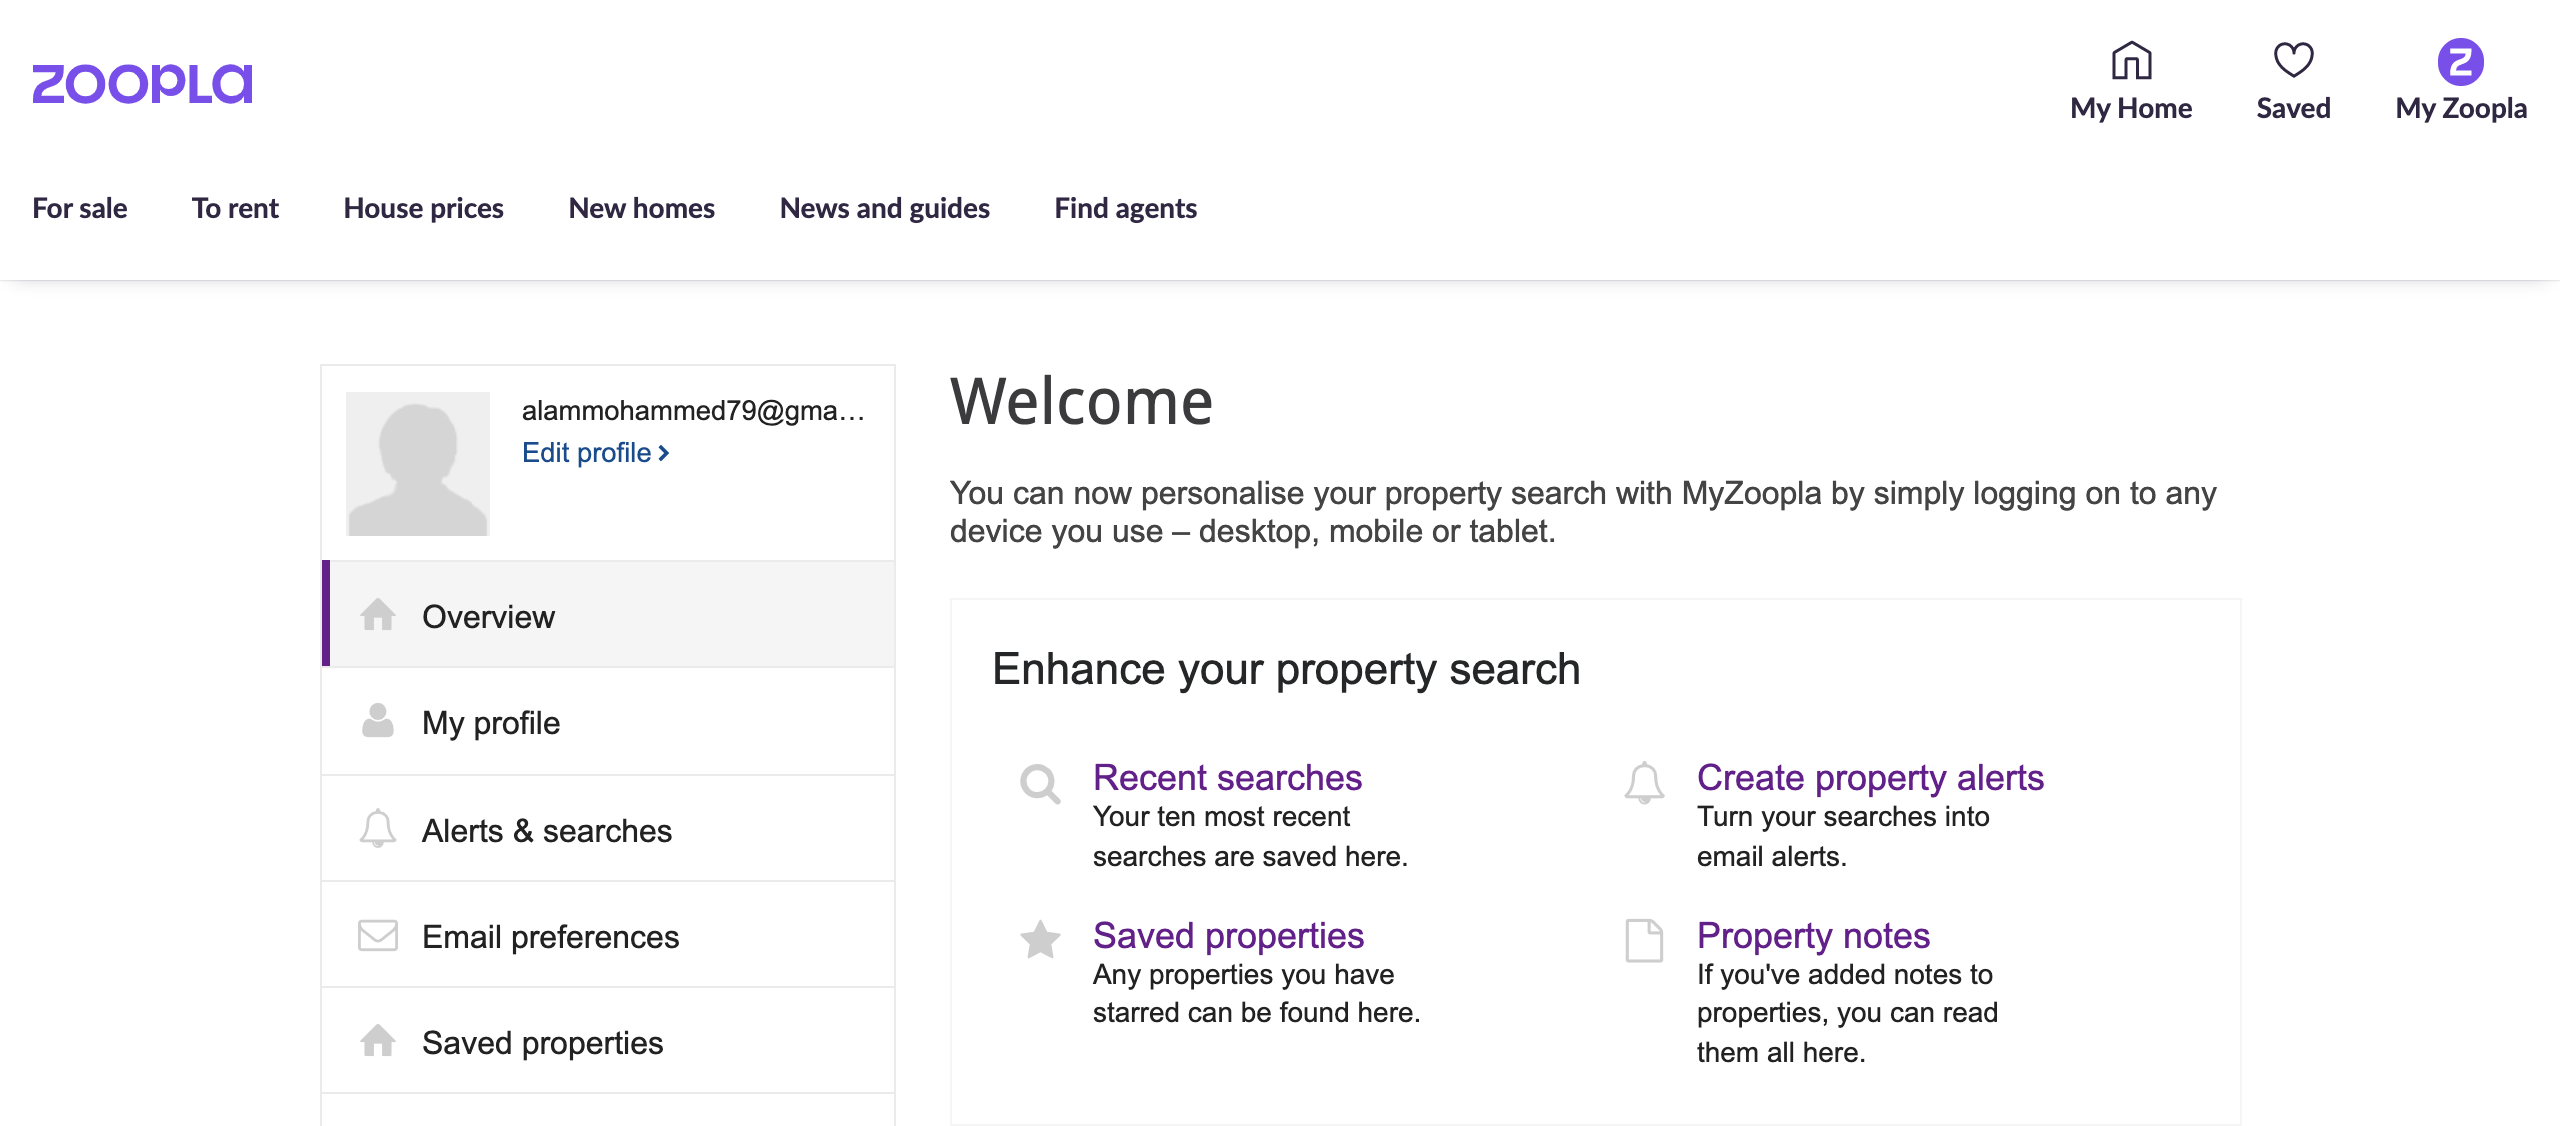 zoopla
My Home
Saved
My Zoopla
For sale
To rent
House prices
New homes
News and guides
Find agents
alammohammed79@gma...
Edit profile
Overview
My profile
Alerts & searches
Email preferences
Saved properties
Welcome
You can now personalise your property search with MyZoopla by simply logging on to any
device you use – desktop, mobile or tablet.
Enhance your property search
Recent searches
Your ten most recent
searches are saved here.
Create property alerts
Turn your searches into
email alerts.
Saved properties
Any properties you have
starred can be found here.
Property notes
If you've added notes to
properties, you can read
them all here.